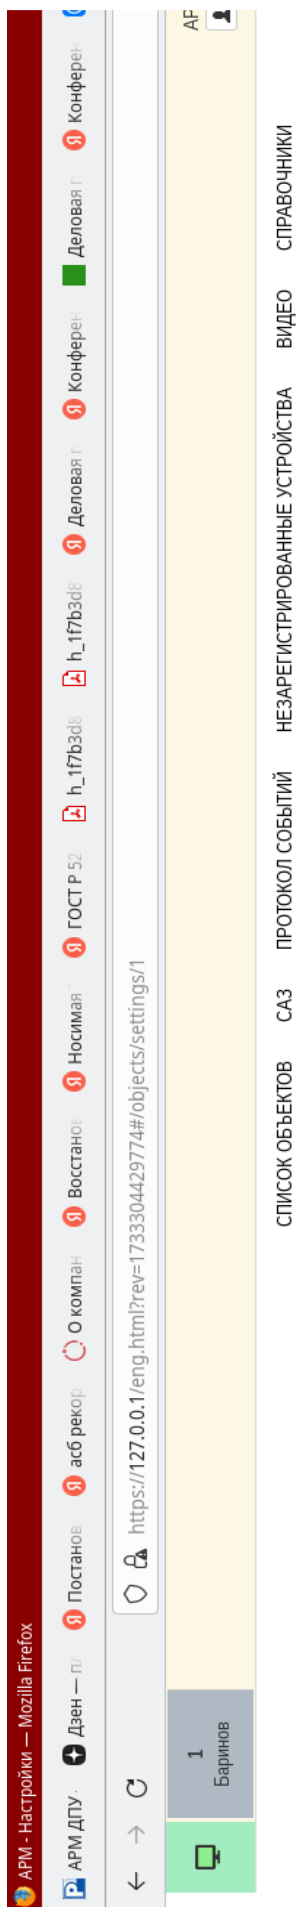 АРМ - Настройки — Mozilla Firefox
АРМ ДПУ · Дзен — п/ Постанов. асб рекор О компан Восстанов Носимая ГОСТ Р 52 h_1f7b3d8 h_1f7b3d8 Деловая г Конферен Деловая г Конферен
https://127.0.0.1/eng.html?rev=1733304429774#/objects/settings/1
1
Баринов
АР
СПИСОК ОБЪЕКТОВ САЗ ПРОТОКОЛ СОБЫТИЙ НЕЗАРЕГИСТРИРОВАННЫЕ УСТРОЙСТВА ВИДЕО СПРАВОЧНИКИ